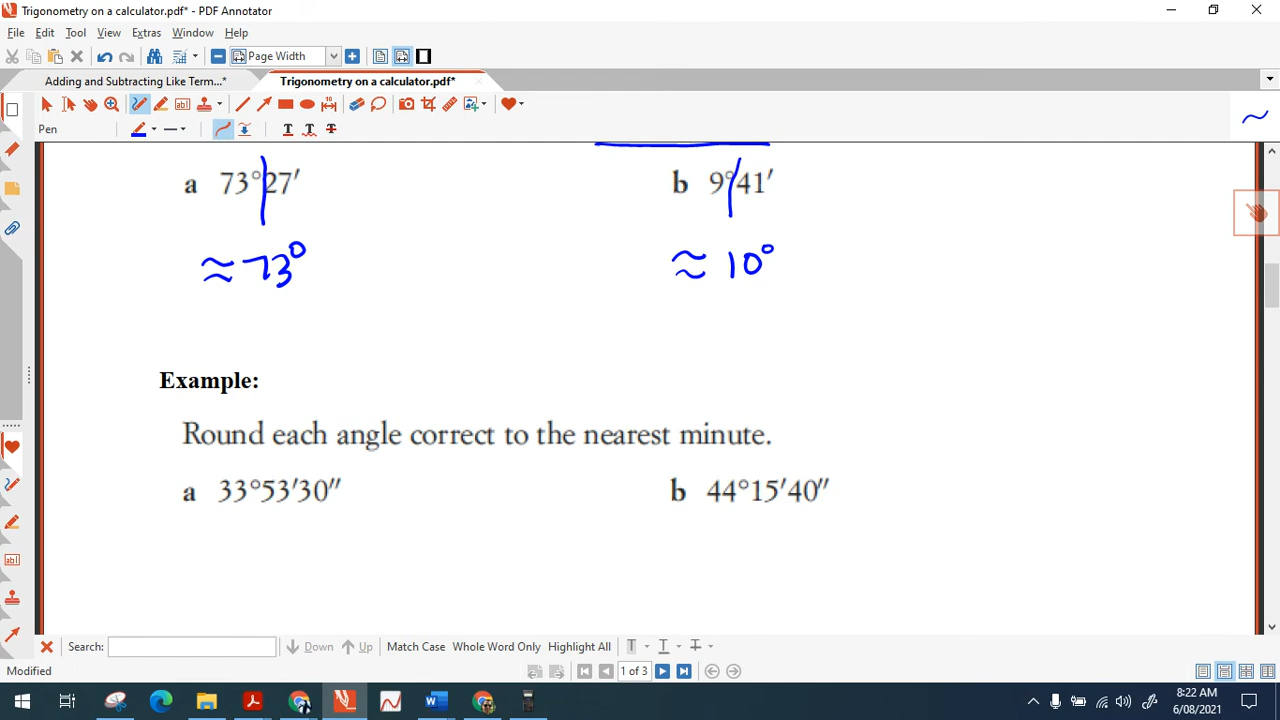 Trigonometry on a calculator.pdf* - PDF Annotator
File Edit Tool View Extras Window Help
Page Width
Adding and Subtracting Like Term...* Trigonometry on a calculator.pdf*
Pen
a 73°27′ b 9°41′
≈ 73° ≈ 10°
Example:
Round each angle correct to the nearest minute.
a 33°53′30″ b 44°15′40″
Search: Down Up Match Case Whole Word Only Highlight All T T T
1 of 3
Modified
8:22 AM
6/08/2021